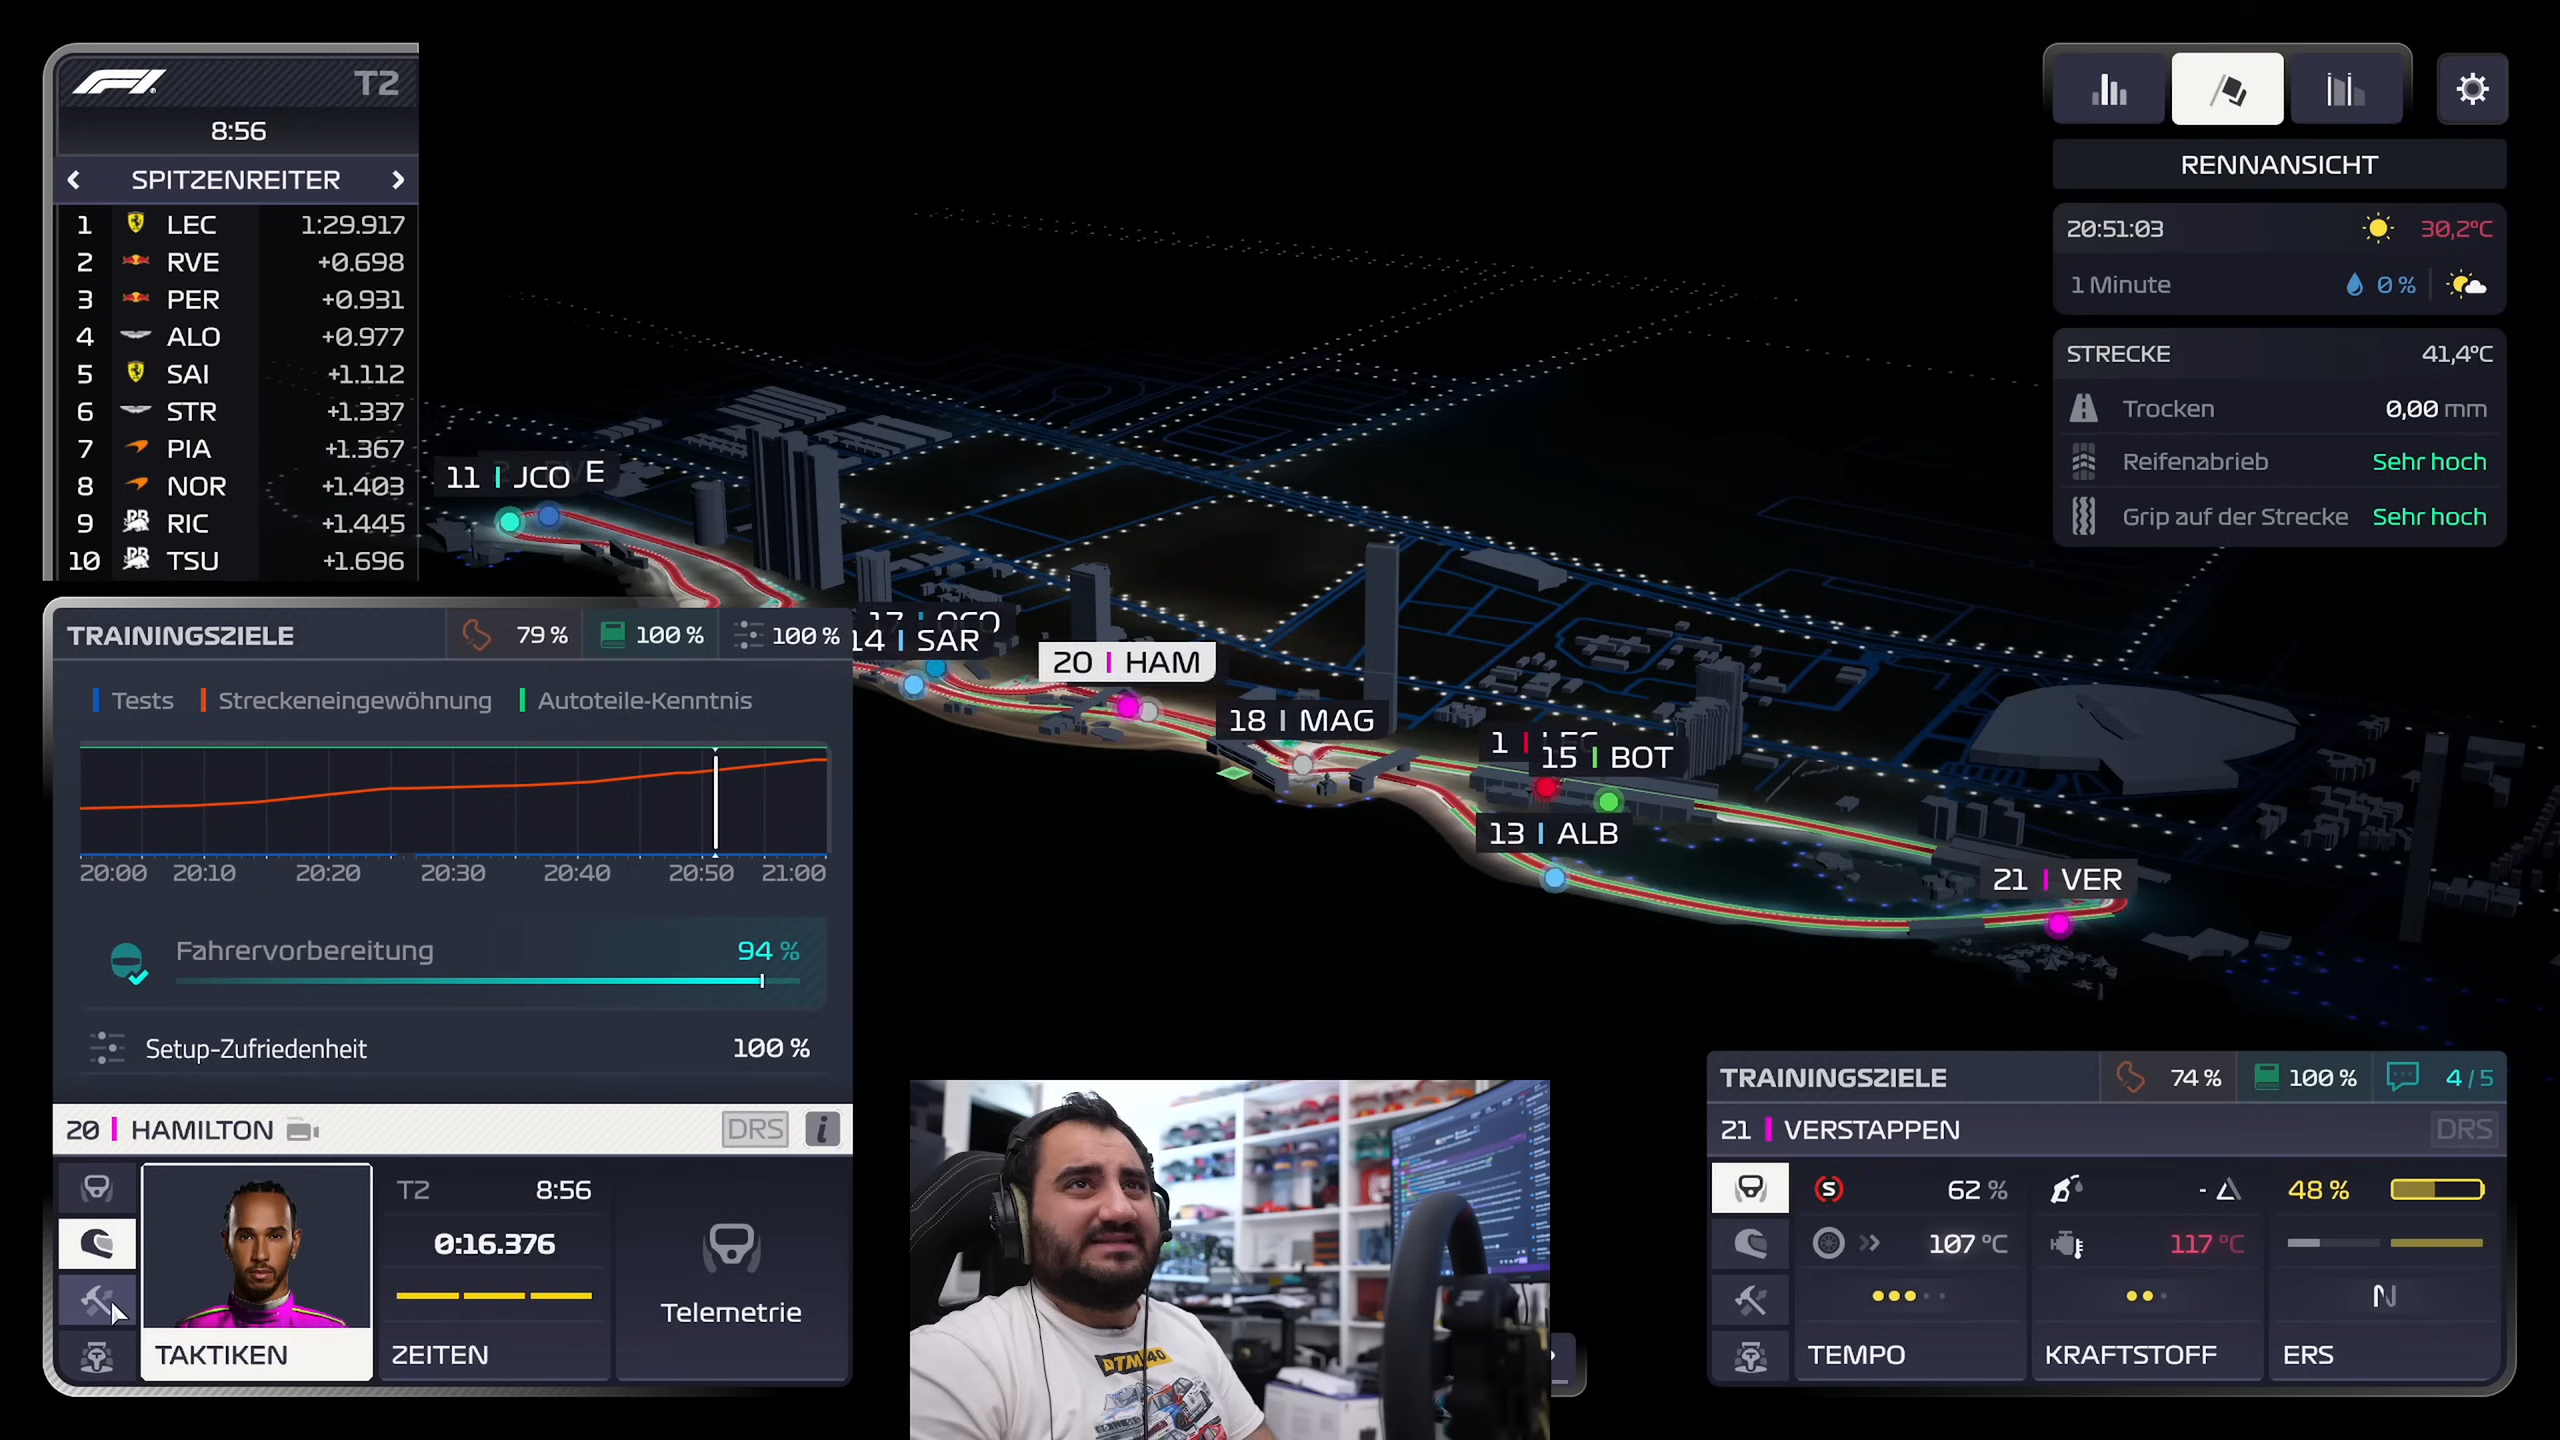 T2
8:56
SPITZENREITER
1 LEC 1:29.917
2 RVE +0.698
3 PER +0.931
4 ALO +0.977
5 SAI +1.112
6 STR +1.337
7 PIA +1.367
8 NOR +1.403
9 RIC +1.445
10 TSU +1.696
RENNANSICHT
20:51:03 30,2°C
1 Minute 0 %
STRECKE 41,4°C
Trocken 0,00 mm
Reifenabrieb Sehr hoch
Grip auf der Strecke Sehr hoch
11 JCO E
17 OCO
14 SAR
20 HAM
18 MAG
1
15 BOT
13 ALB
21 VER
TRAININGSZIELE 79 % 100 % 100 %
Tests Streckeneingewöhnung Autoteile-Kenntnis
20:00 20:10 20:20 20:30 20:40 20:50 21:00
Fahrervorbereitung 94 %
Setup-Zufriedenheit 100 %
20 HAMILTON DRS i
T2 8:56
0:16.376
Telemetrie
TAKTIKEN ZEITEN
DTM 40
TRAININGSZIELE 74 % 100 % 4/5
21 VERSTAPPEN DRS
S 62 % - 48 %
107 °C 117 °C
N
TEMPO KRAFTSTOFF ERS